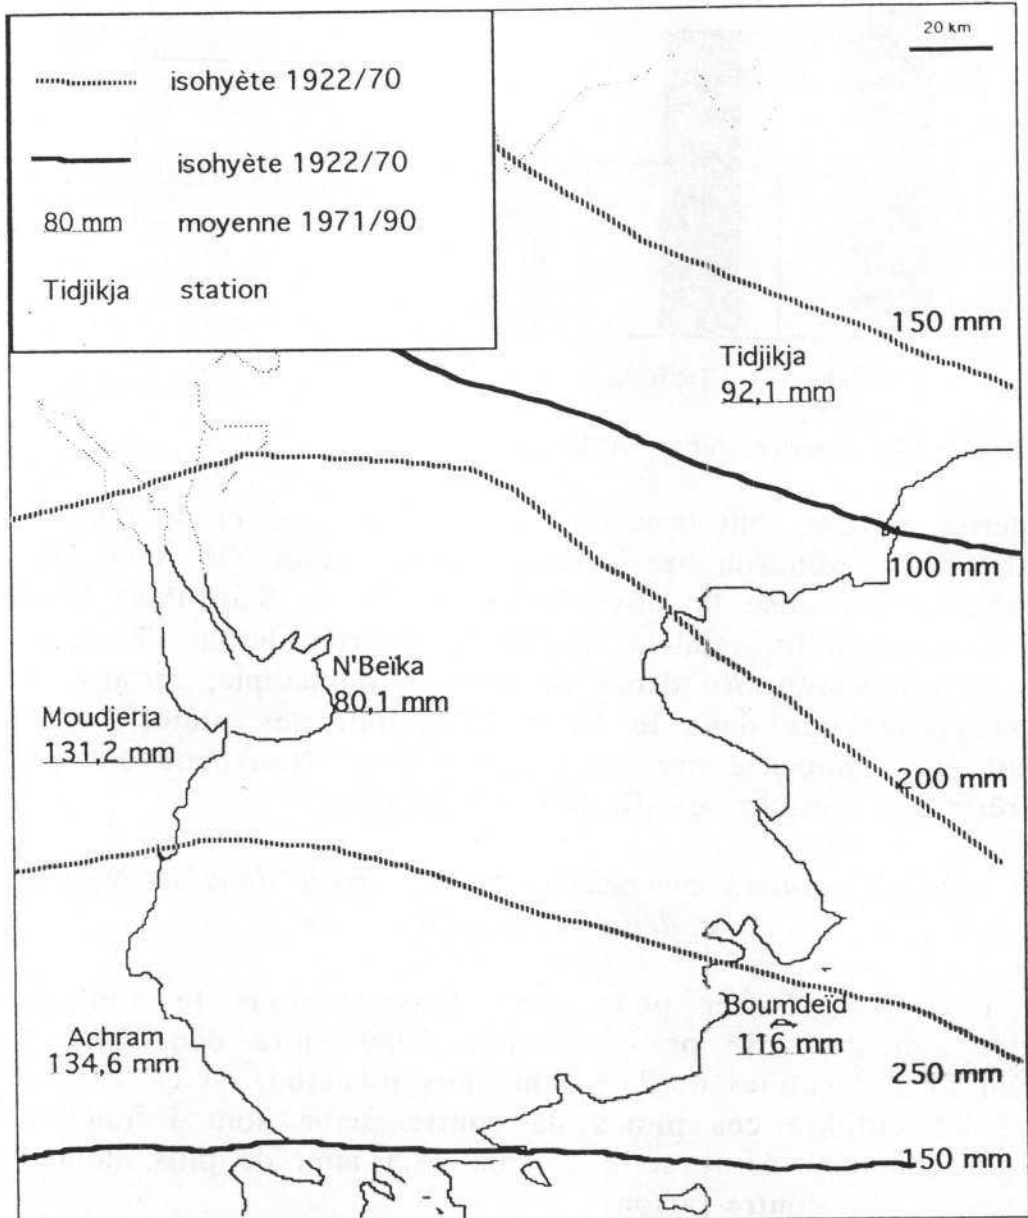 20 km
isohyète 1922/70
isohyète 1922/70
80 mm moyenne 1971/90
Tidjikja station
150 mm
Tidjikja
92,1 mm
100 mm
N'Beïka
80,1 mm
Moudjeria
131,2 mm
200 mm
Boumdeïd
116 mm
Achram
134,6 mm
250 mm
150 mm